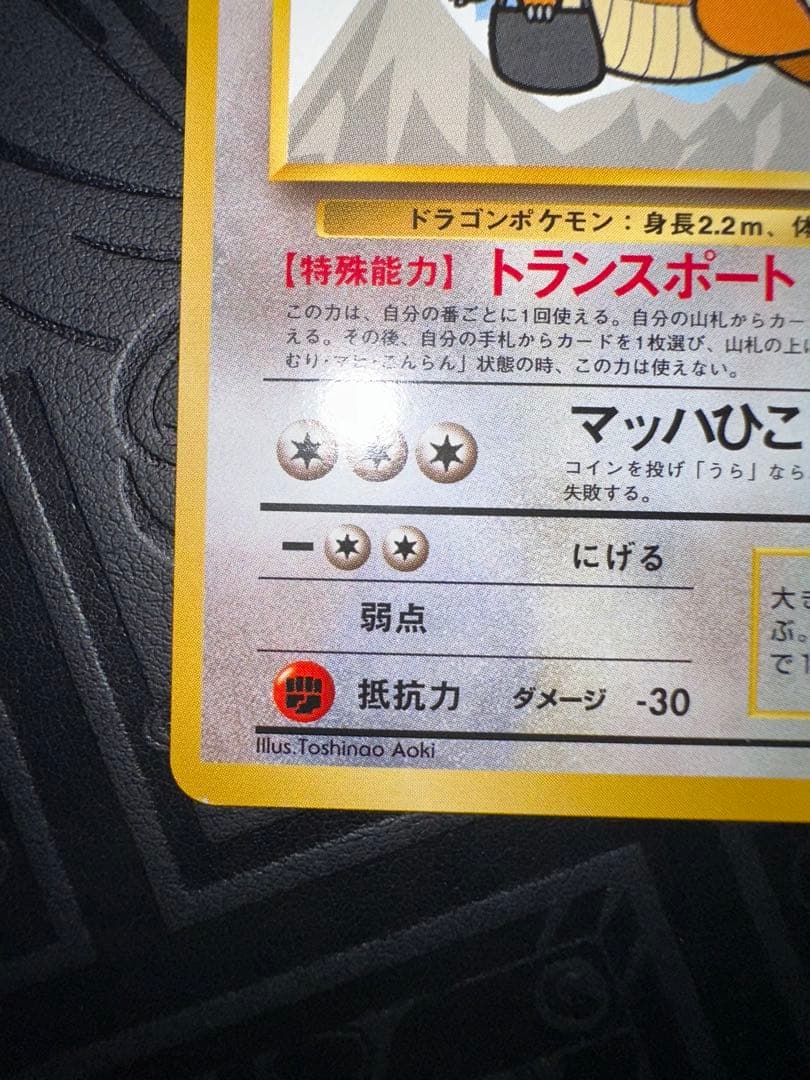 ドラゴンポケモン：身長2.2m、体
【特殊能力】 トランスポート
この力は、自分の番ごとに1回使える。自分の山札からカー
える。その後、自分の手札からカードを1枚選び、山札の上に
むり・マヒ・こんらん」状態の時、この力は使えない。
マッハひこ
コインを投げ「うら」なら
失敗する。
− にげる
弱点
抵抗力 ダメージ -30
大き
ぶ。
で1
Illus.Toshinao Aoki